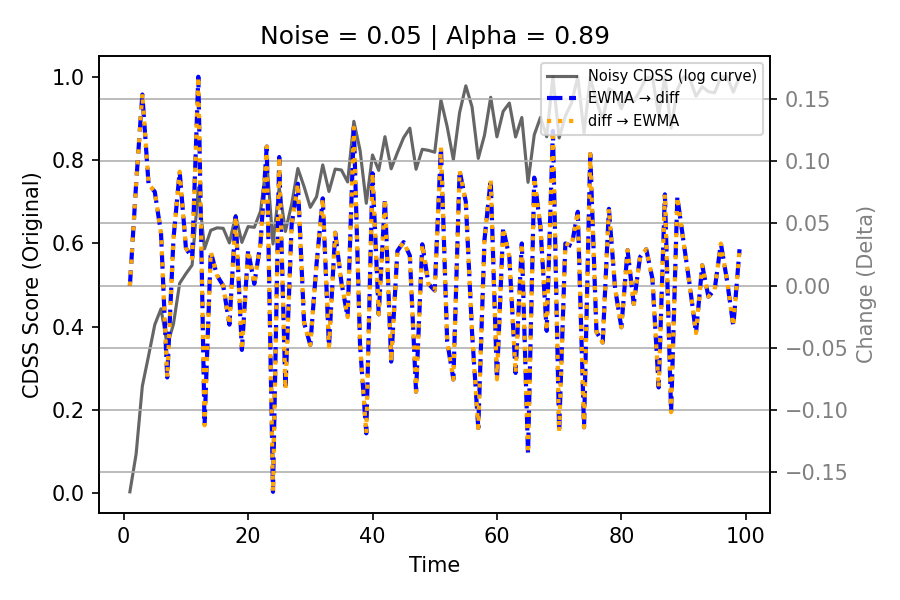 Noise = 0.05 | Alpha = 0.89
CDSS Score (Original)
1.0
0.8
0.6
0.4
0.2
0.0
Noisy CDSS (log curve)
EWMA → diff
diff → EWMA
0.15
0.10
0.05
0.00
−0.05
−0.10
−0.15
Change (Delta)
0
20
40
60
80
100
Time